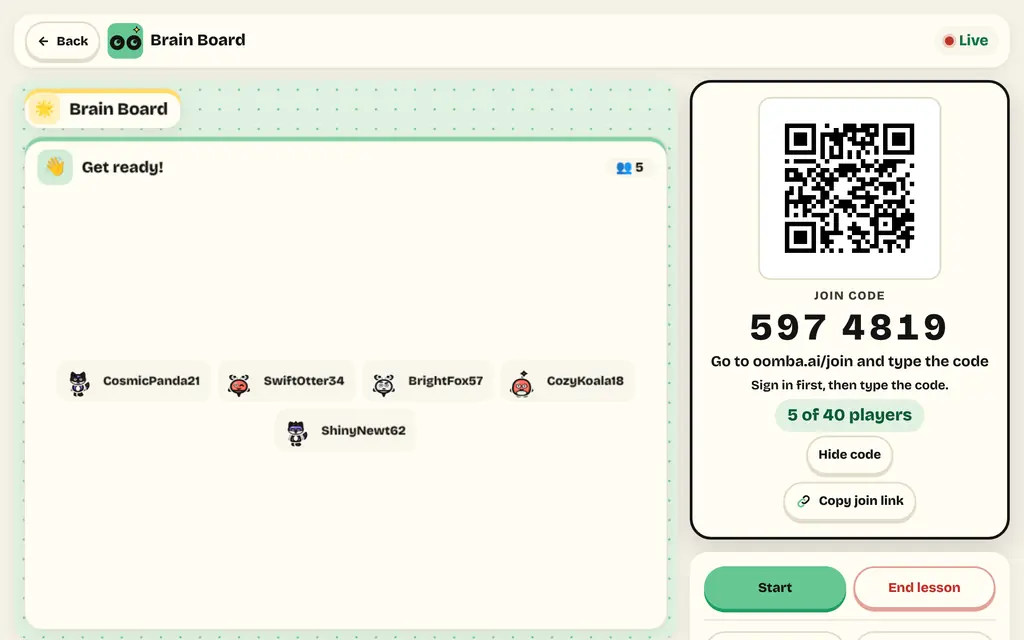 Back
Brain Board
Live
Brain Board
Get ready!
5
CosmicPanda21
SwiftOtter34
BrightFox57
CozyKoala18
ShinyNewt62
JOIN CODE
597 4819
Go to oomba.ai/join and type the code
Sign in first, then type the code.
5 of 40 players
Hide code
Copy join link
Start
End lesson